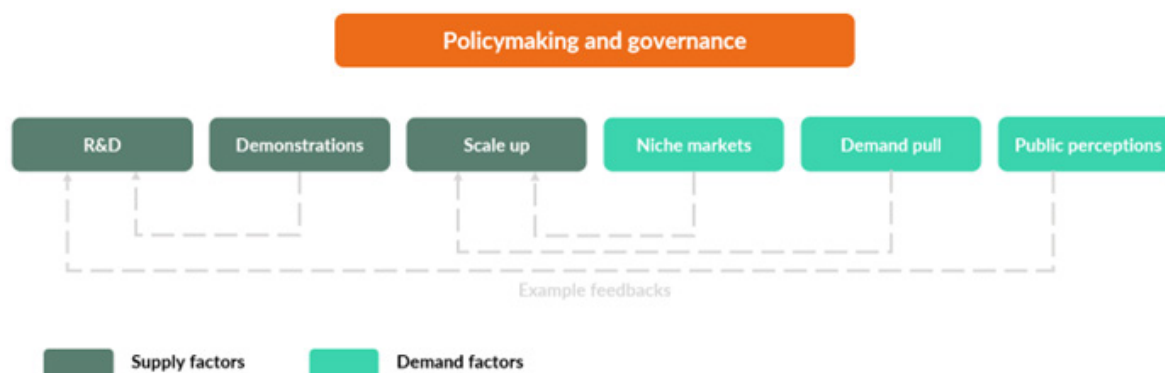 Policymaking and governance
R&D
Demonstrations
Scale up
Niche markets
Demand pull
Public perceptions
Example feedbacks
Supply factors
Demand factors